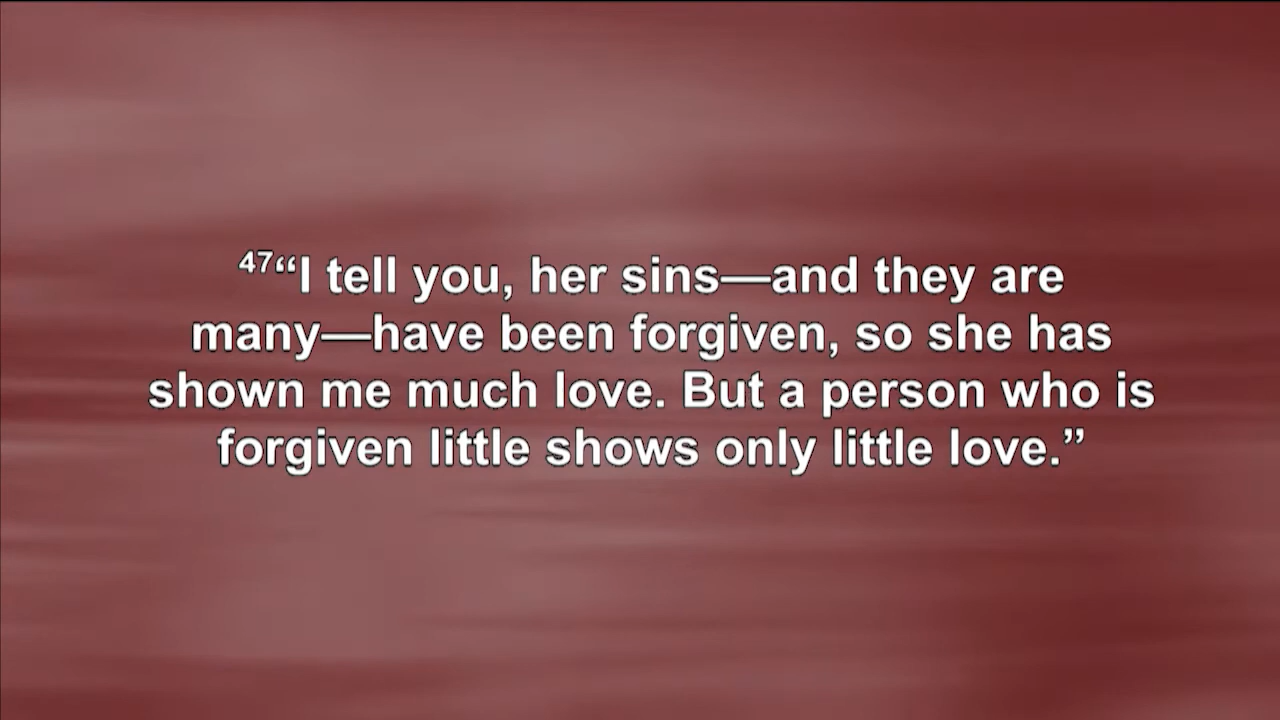 47“I tell you, her sins—and they are
many—have been forgiven, so she has
shown me much love. But a person who is
forgiven little shows only little love.”